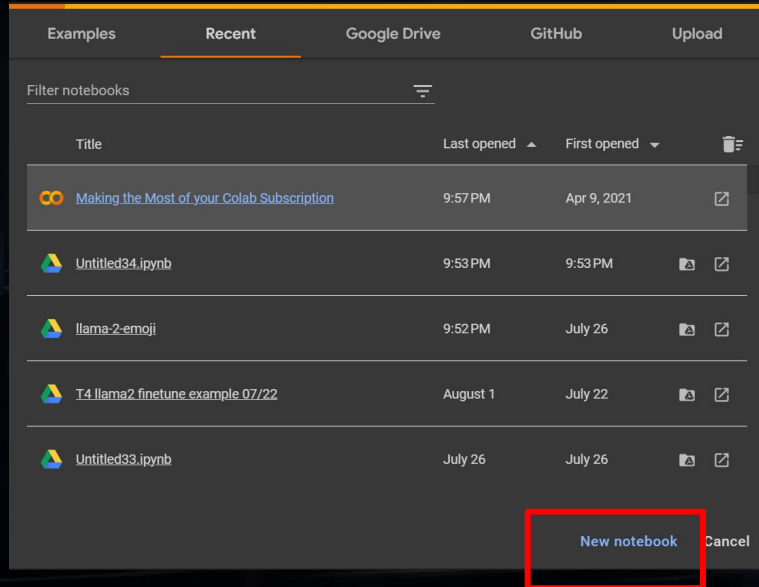 Examples Recent Google Drive GitHub Upload
Filter notebooks
Title Last opened First opened
Making the Most of your Colab Subscription 9:57 PM Apr 9, 2021
Untitled34.ipynb 9:53 PM 9:53 PM
llama-2-emoji 9:52 PM July 26
T4 llama2 finetune example 07/22 August 1 July 22
Untitled33.ipynb July 26 July 26
New notebook Cancel